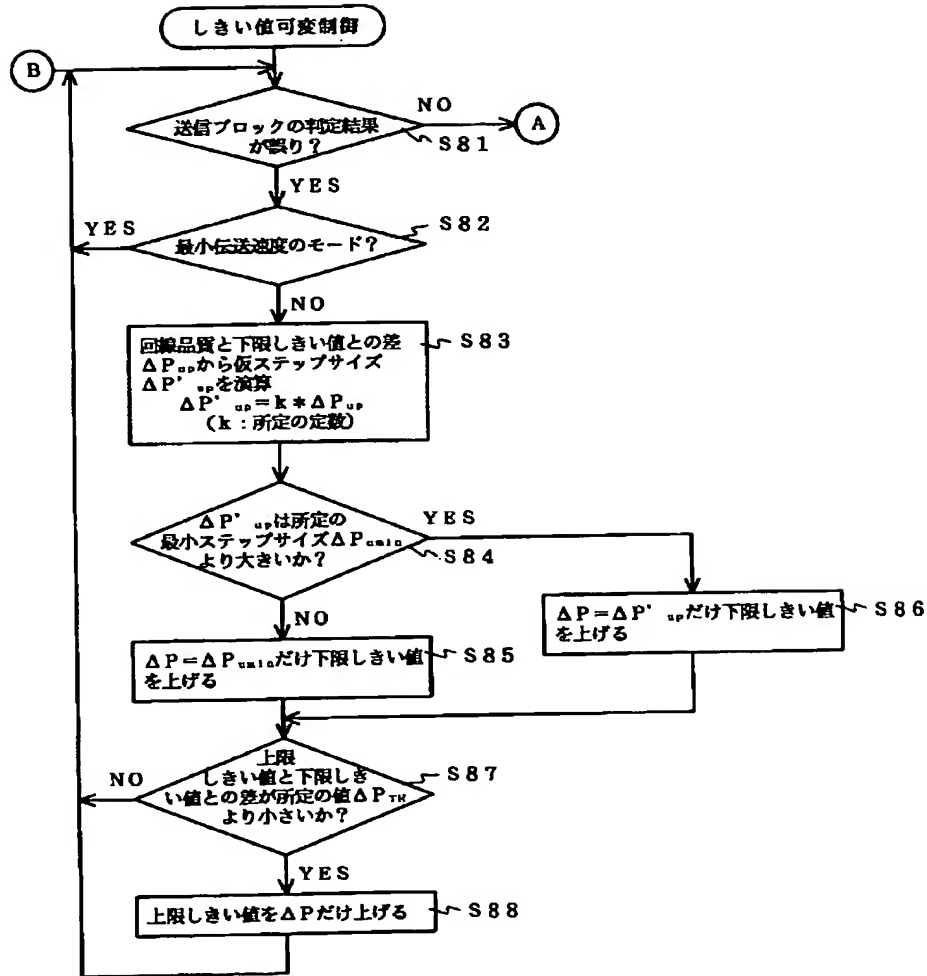 しきい値可変制御
B
送信ブロックの判定結果
が誤り？
NO
A
S81
YES
YES
最小伝送速度のモード？
S82
NO
回線品質と下限しきい値との差
ΔPupから仮ステップサイズ
ΔP'upを演算
ΔP'up=k*ΔPup
（k：所定の定数）
S83
ΔP'upは所定の
最小ステップサイズΔPumin
より大きいか？
YES
S84
NO
ΔP=ΔPuminだけ下限しきい値
を上げる
S85
ΔP=ΔP'upだけ下限しきい値
を上げる
S86
上限
しきい値と下限しき
い値との差が所定の値ΔPTH
より小さいか？
NO
S87
YES
上限しきい値をΔPだけ上げる
S88